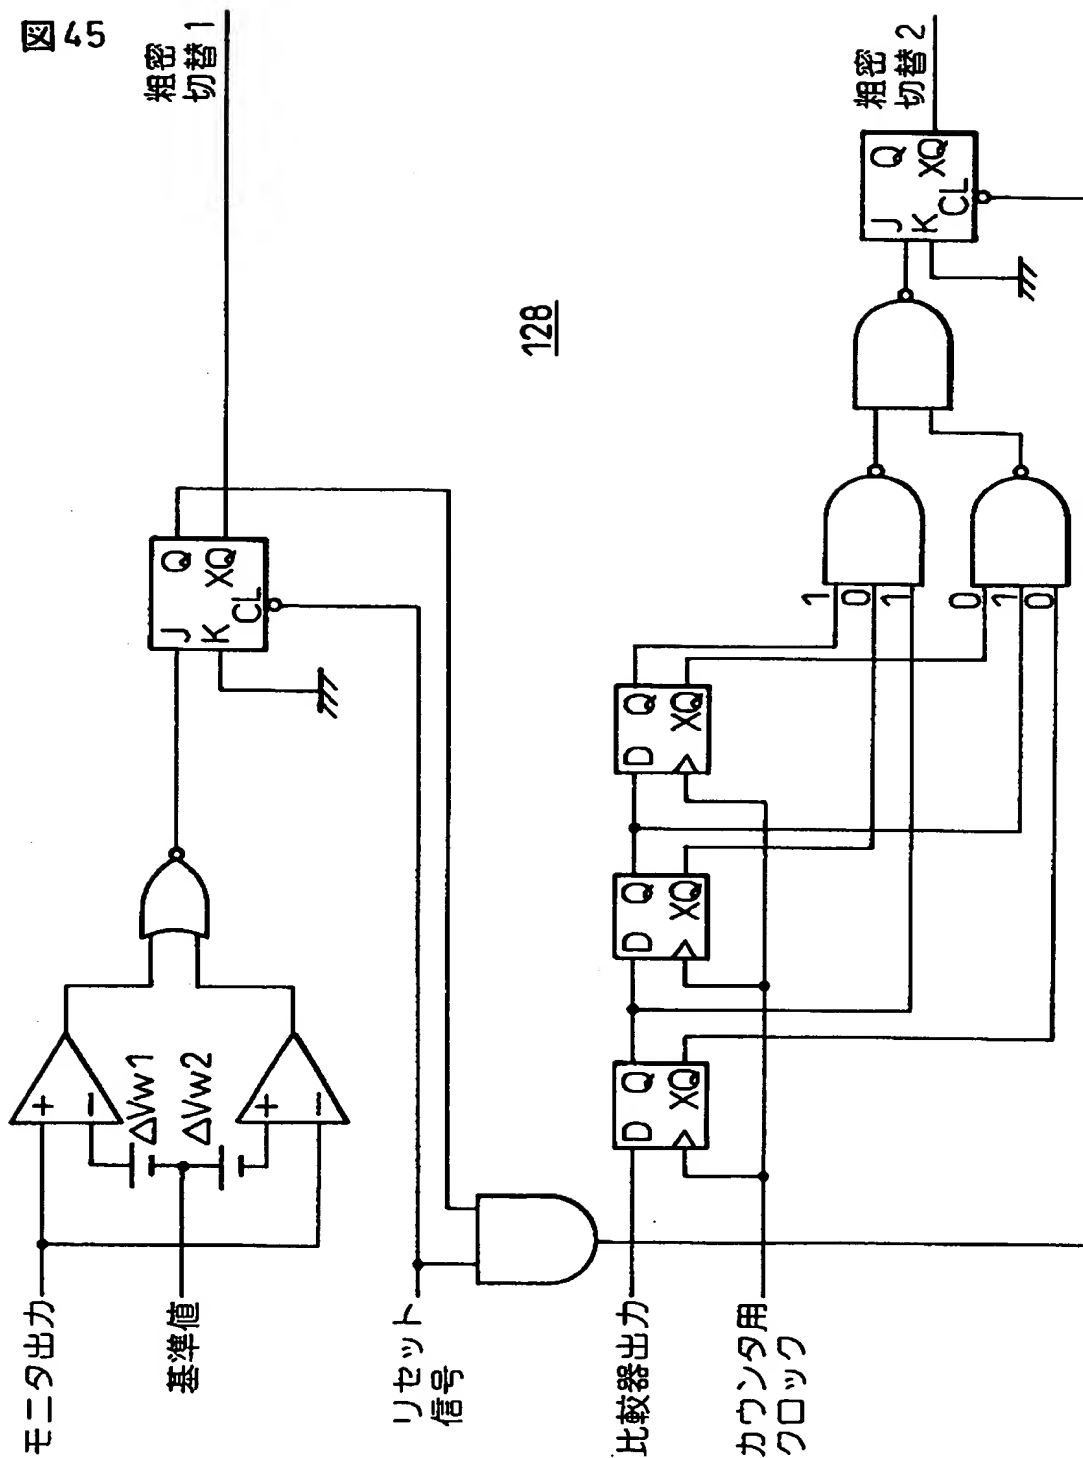 図45
モニタ出力
基準値
ΔVw1
ΔVw2
+
−
+
−
J
K
Q
XQ
CL
粗密
切替1
リセット
信号
128
比較器出力
カウンタ用
クロック
D
Q
XQ
D
Q
XQ
D
Q
XQ
1
0
1
0
1
0
J
K
Q
XQ
CL
粗密
切替2